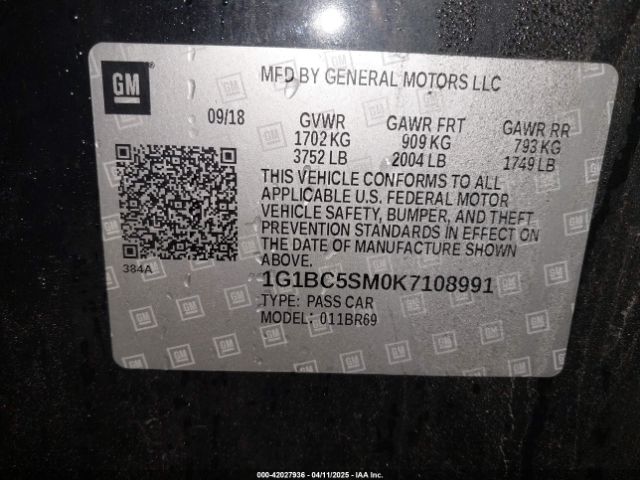 GM
MFD BY GENERAL MOTORS LLC
09/18
GVWR GAWR FRT GAWR RR
1702 KG 909 KG 793 KG
3752 LB 2004 LB 1749 LB
THIS VEHICLE CONFORMS TO ALL
APPLICABLE U.S. FEDERAL MOTOR
VEHICLE SAFETY, BUMPER, AND THEFT
PREVENTION STANDARDS IN EFFECT ON
THE DATE OF MANUFACTURE SHOWN
ABOVE.
384A
1G1BC5SM0K7108991
TYPE: PASS CAR
MODEL: 011BR69
000-42027936 - 04/11/2025 - IAA Inc.